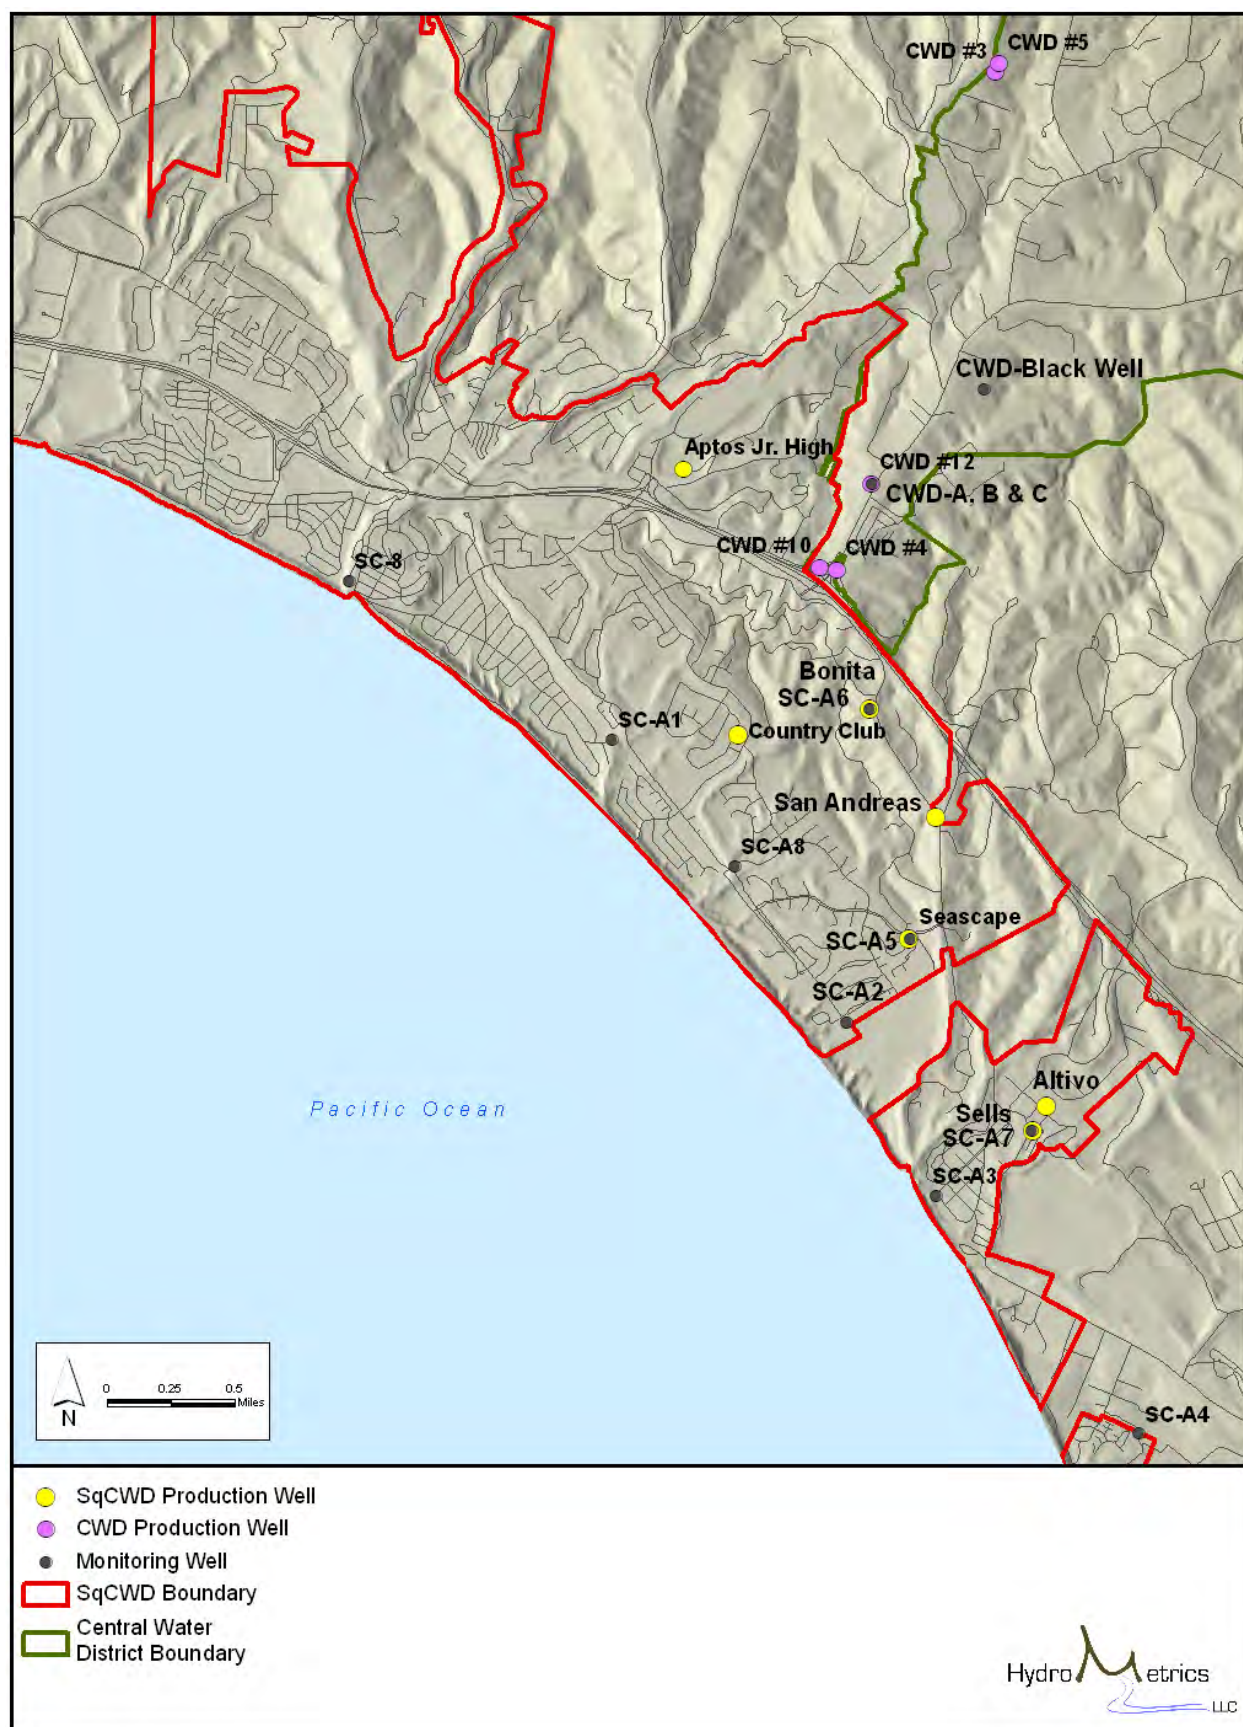 CWD #5
CWD #3
CWD-Black Well
Aptos Jr. High
CWD #12
CWD-A, B & C
CWD #10
CWD #4
SC-8
Bonita
SC-A6
SC-A1
Country Club
San Andreas
SC-A8
Seascape
SC-A5
SC-A2
Altivo
Pacific Ocean
Sells
SC-A7
SC-A3
0 0.25 0.5
Miles
N
SC-A4
SqCWD Production Well
CWD Production Well
Monitoring Well
SqCWD Boundary
Central Water
District Boundary
HydroMetrics
LLC